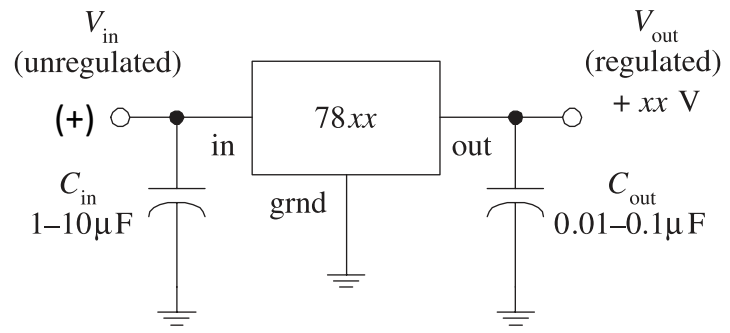 V_in
(unregulated)
(+)
in
78xx
grnd
out
V_out
(regulated)
+ xx V
C_in
1–10μF
C_out
0.01–0.1μF